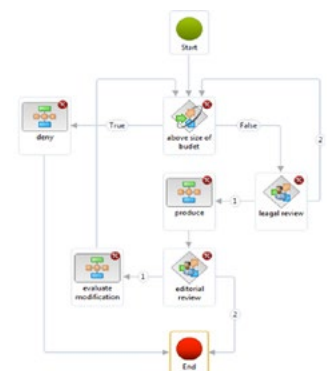 Start
deny
True
above size of
budet
False
2
produce
1
leagal review
evaluate
modification
1
editorial
review
2
End